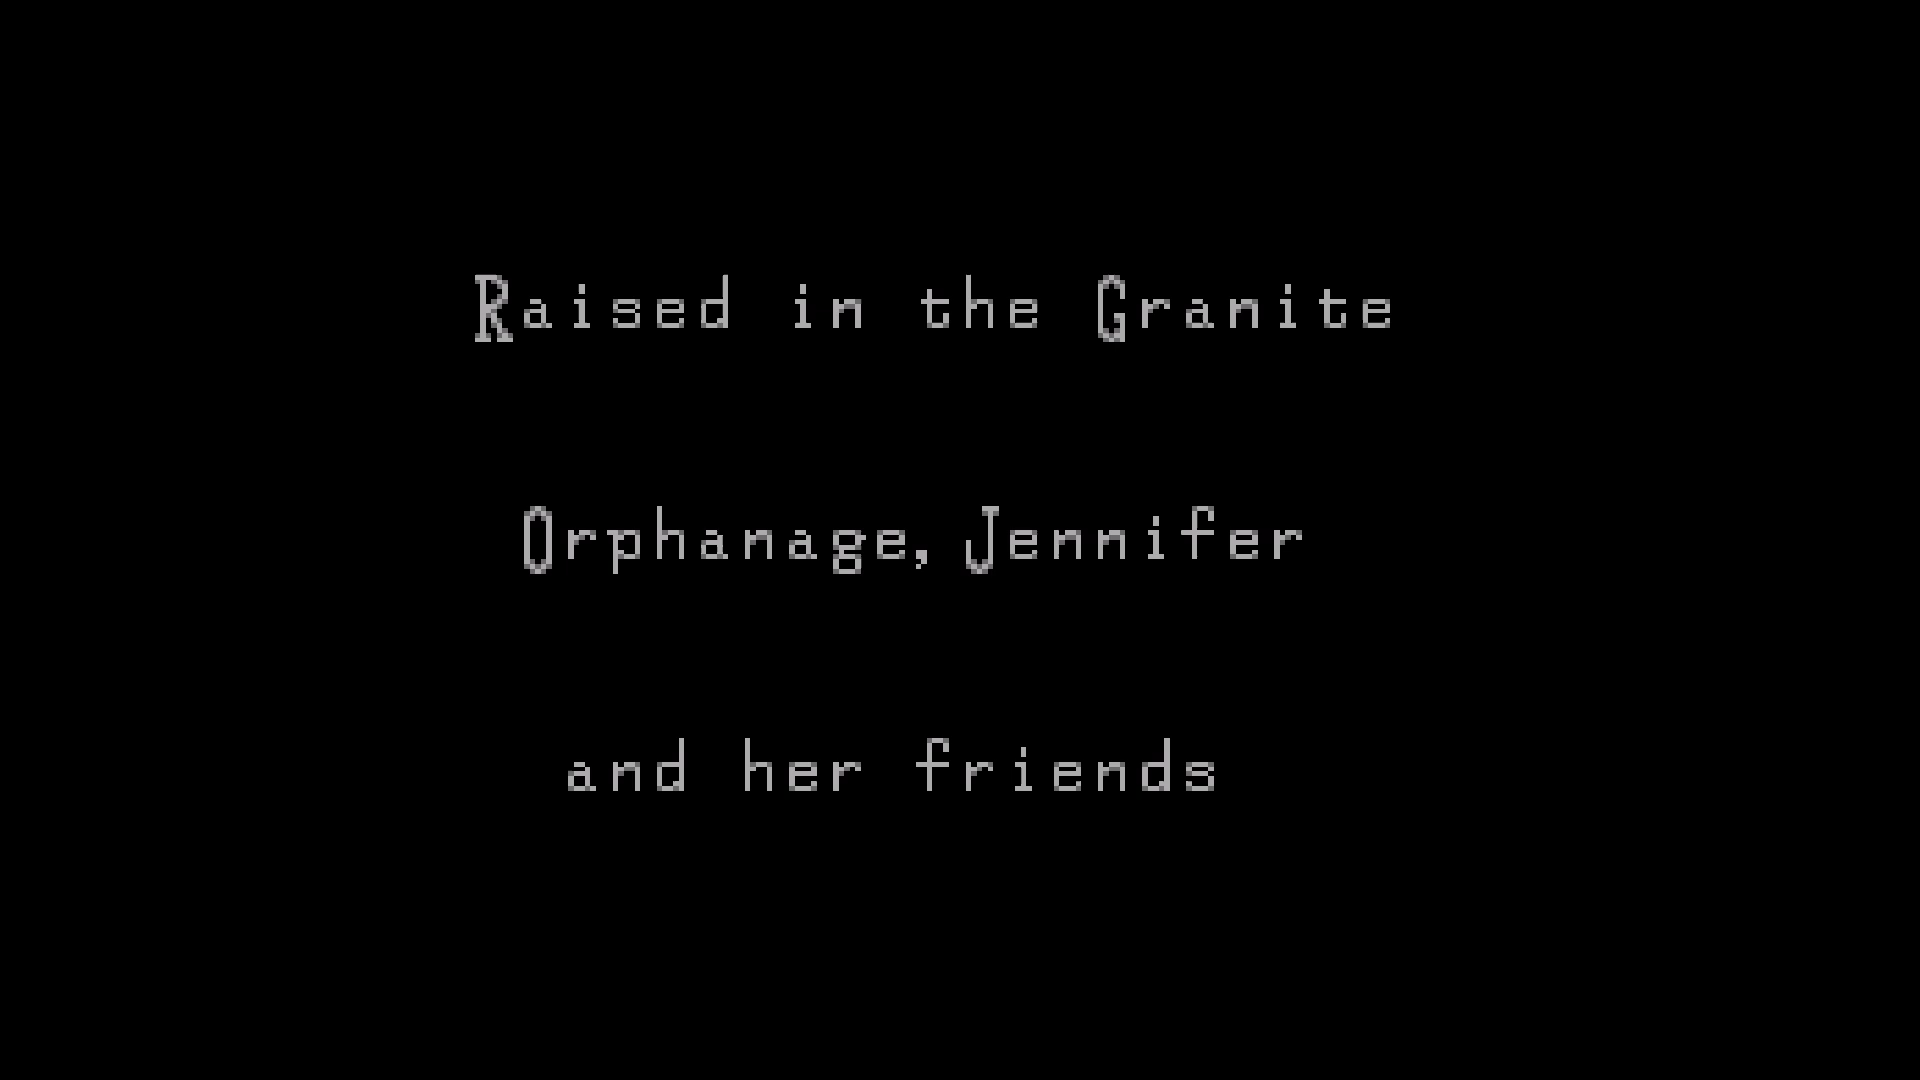 Raised in the Granite
Orphanage, Jennifer
and her friends